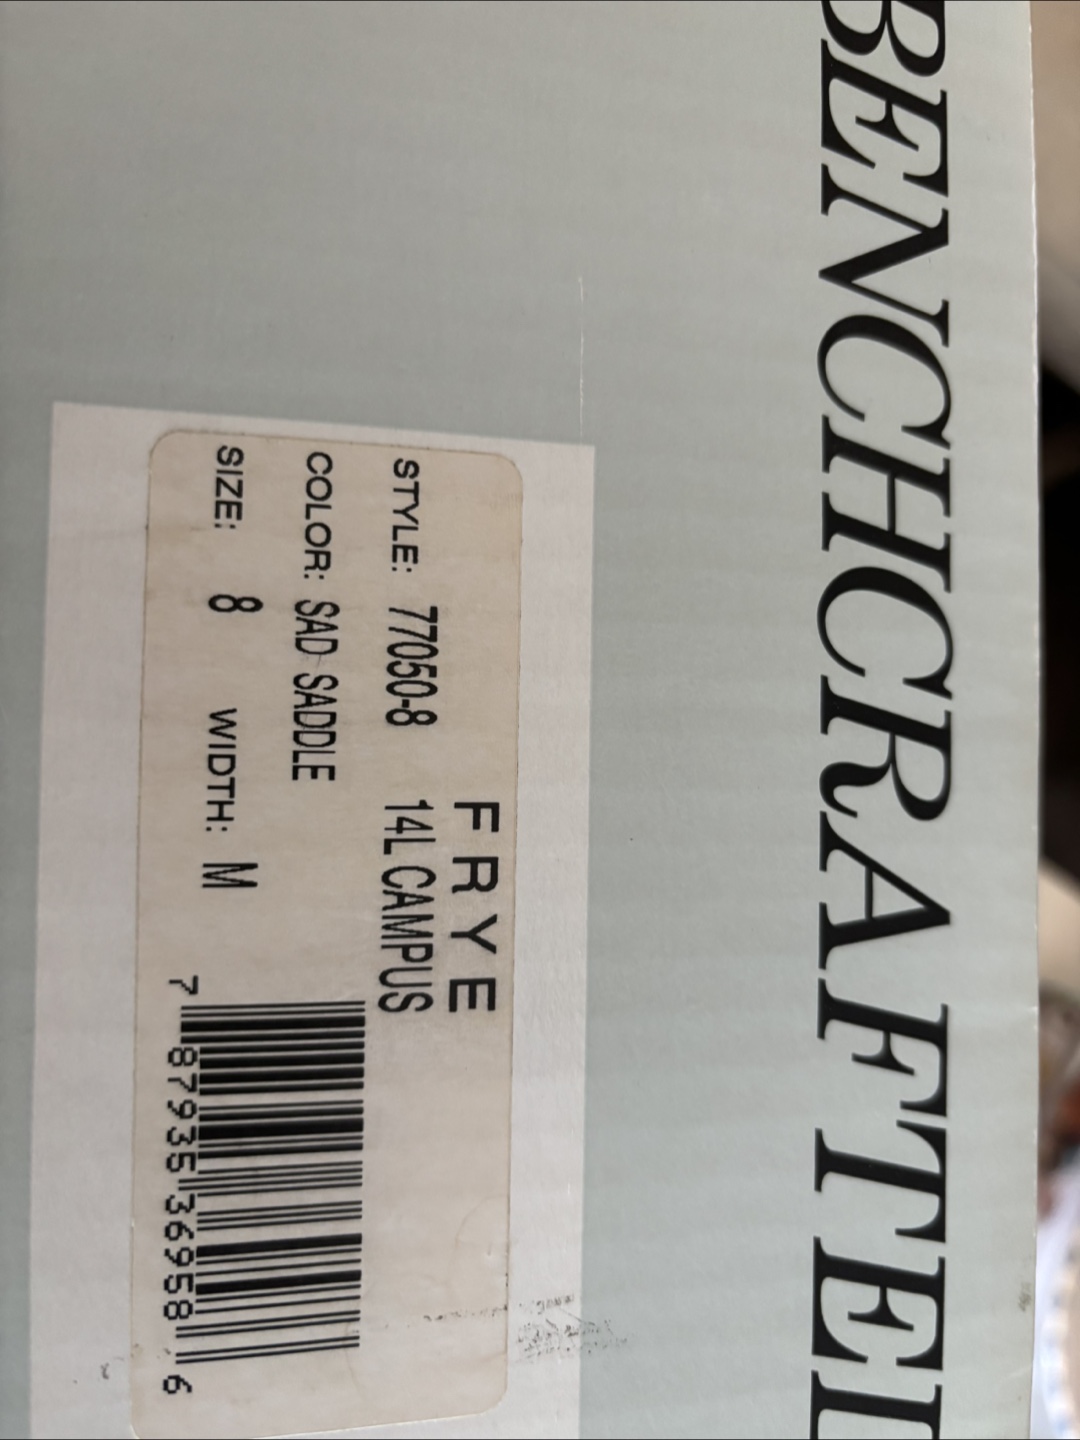 BENCHCRAFTE
FRYE
STYLE: 77050-8 14L CAMPUS
COLOR: SAD SADDLE
SIZE: 8 WIDTH: M
7 87935 36958 6